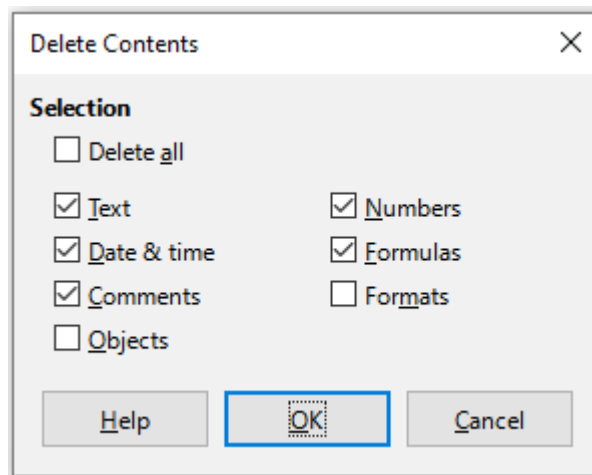 Delete Contents
Selection
Delete all
Text
Numbers
Date & time
Formulas
Comments
Formats
Objects
Help
OK
Cancel